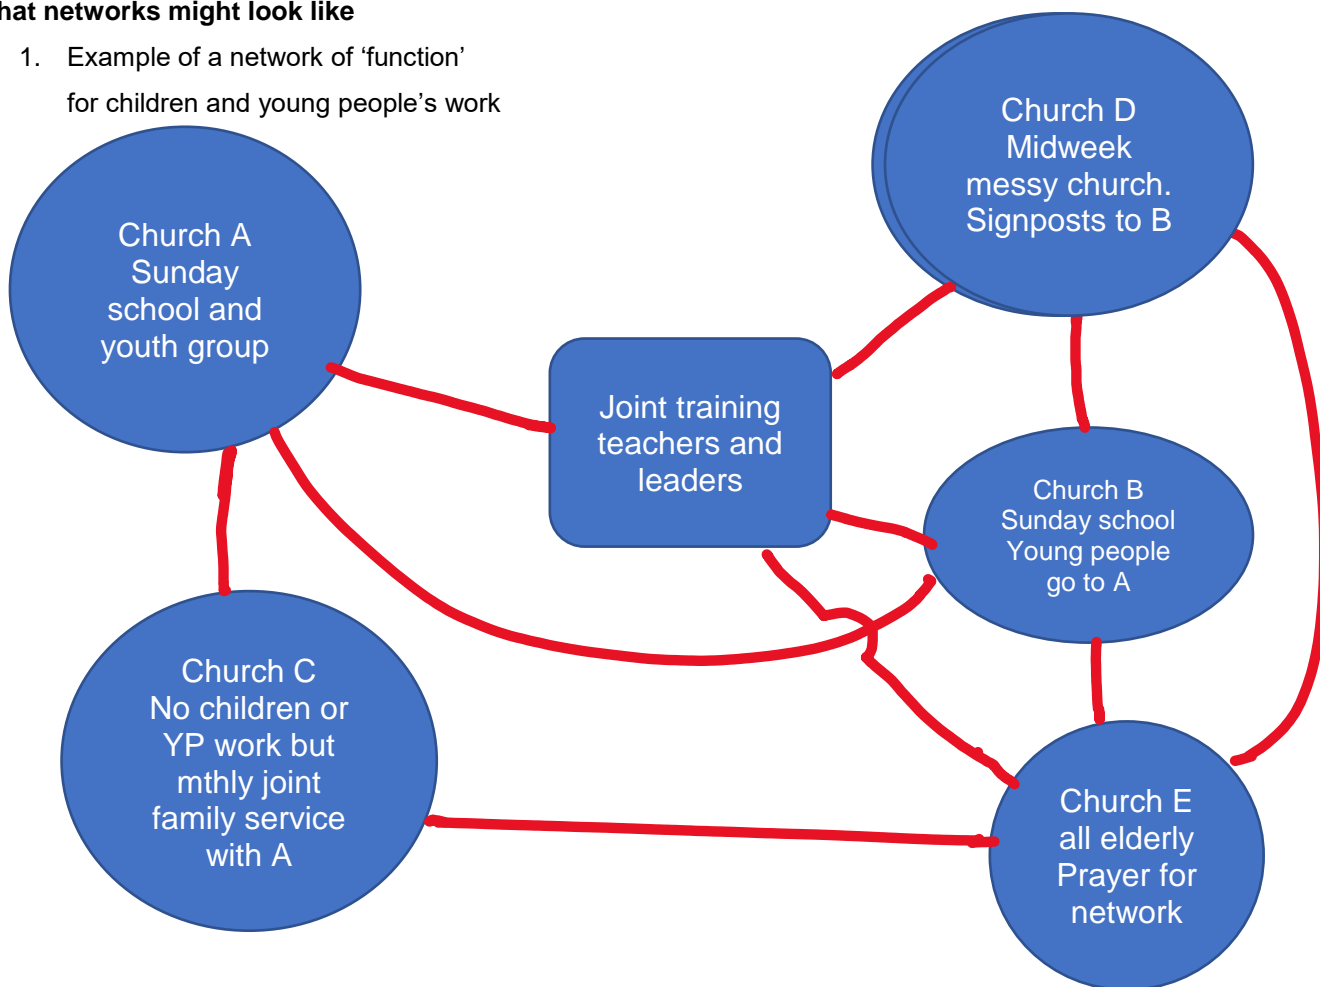 hat networks might look like
1. Example of a network of ‘function’
for children and young people’s work
Church D
Midweek
messy church.
Signposts to B
Church A
Sunday
school and
youth group
Joint training
teachers and
leaders
Church B
Sunday school
Young people
go to A
Church C
No children or
YP work but
mthly joint
family service
with A
Church E
all elderly
Prayer for
network